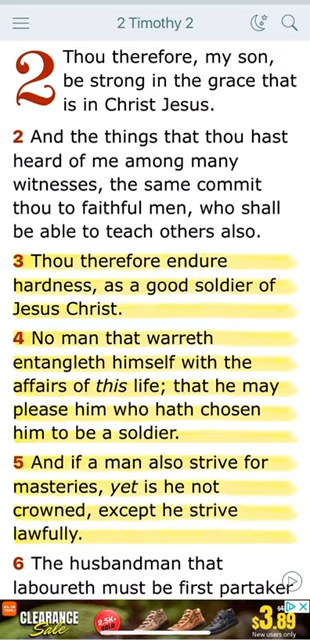 2 Timothy 2
2 Thou therefore, my son,
be strong in the grace that
is in Christ Jesus.
2 And the things that thou hast
heard of me among many
witnesses, the same commit
thou to faithful men, who shall
be able to teach others also.
3 Thou therefore endure
hardness, as a good soldier of
Jesus Christ.
4 No man that warreth
entangleth himself with the
affairs of this life; that he may
please him who hath chosen
him to be a soldier.
5 And if a man also strive for
masteries, yet is he not
crowned, except he strive
lawfully.
6 The husbandman that
laboureth must be first partaker
CLEARANCE
Sale
$3.89
New users only